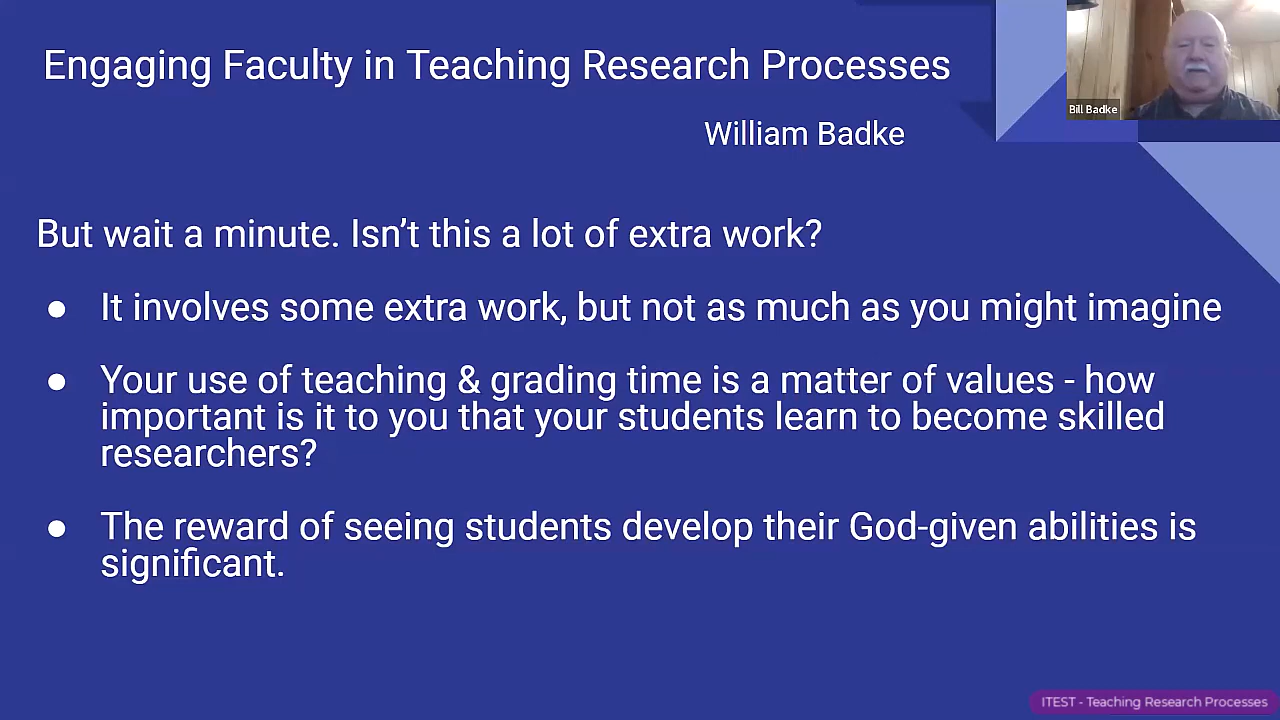 Engaging Faculty in Teaching Research Processes
William Badke
Bill Badke
But wait a minute. Isn’t this a lot of extra work?
● It involves some extra work, but not as much as you might imagine
● Your use of teaching & grading time is a matter of values - how
important is it to you that your students learn to become skilled
researchers?
● The reward of seeing students develop their God-given abilities is
significant.
ITEST - Teaching Research Processes